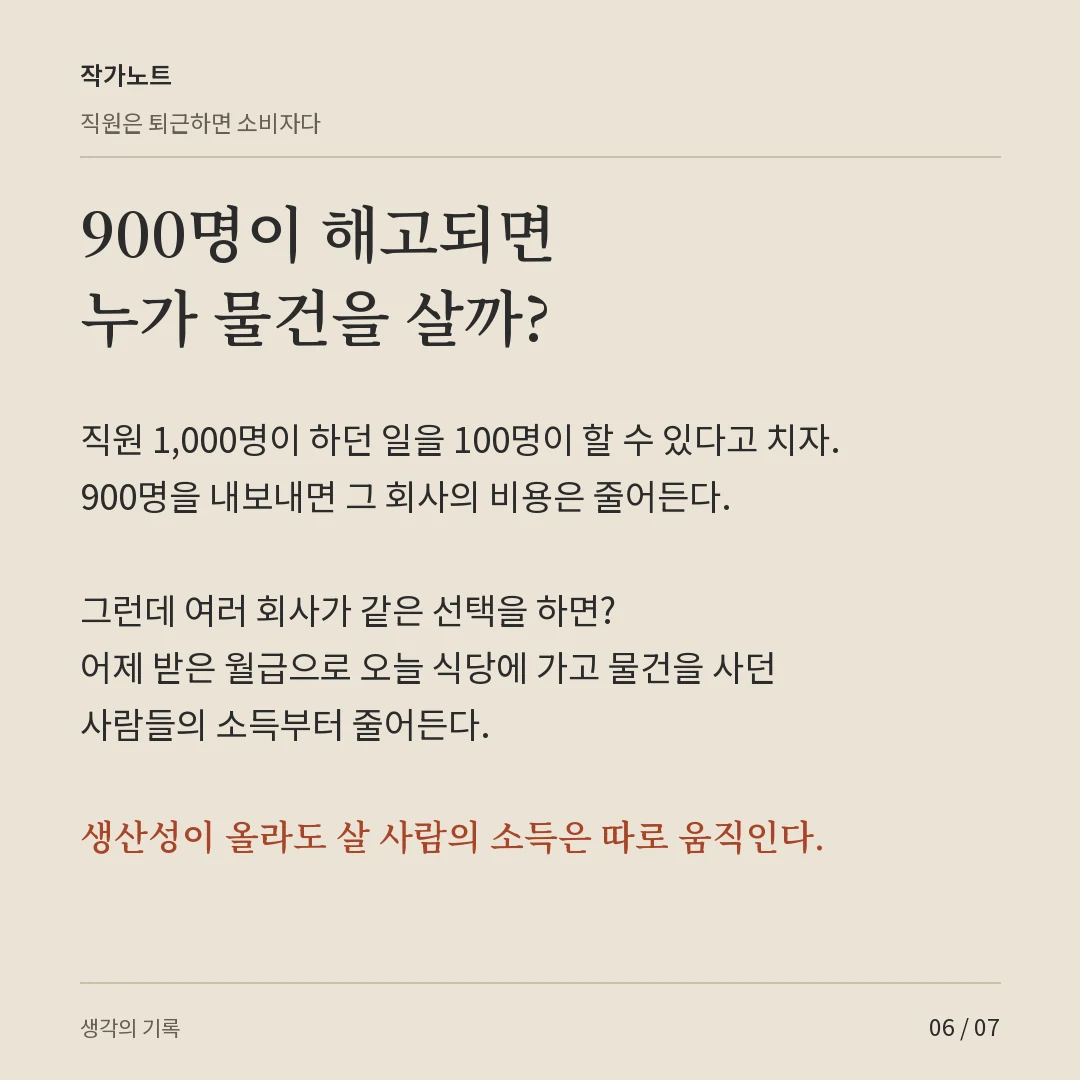 작가노트
직원은 퇴근하면 소비자다
900명이 해고되면
누가 물건을 살까?
직원 1,000명이 하던 일을 100명이 할 수 있다고 치자.
900명을 내보내면 그 회사의 비용은 줄어든다.
그런데 여러 회사가 같은 선택을 하면?
어제 받은 월급으로 오늘 식당에 가고 물건을 사던
사람들의 소득부터 줄어든다.
생산성이 올라도 살 사람의 소득은 따로 움직인다.
생각의 기록
06 / 07